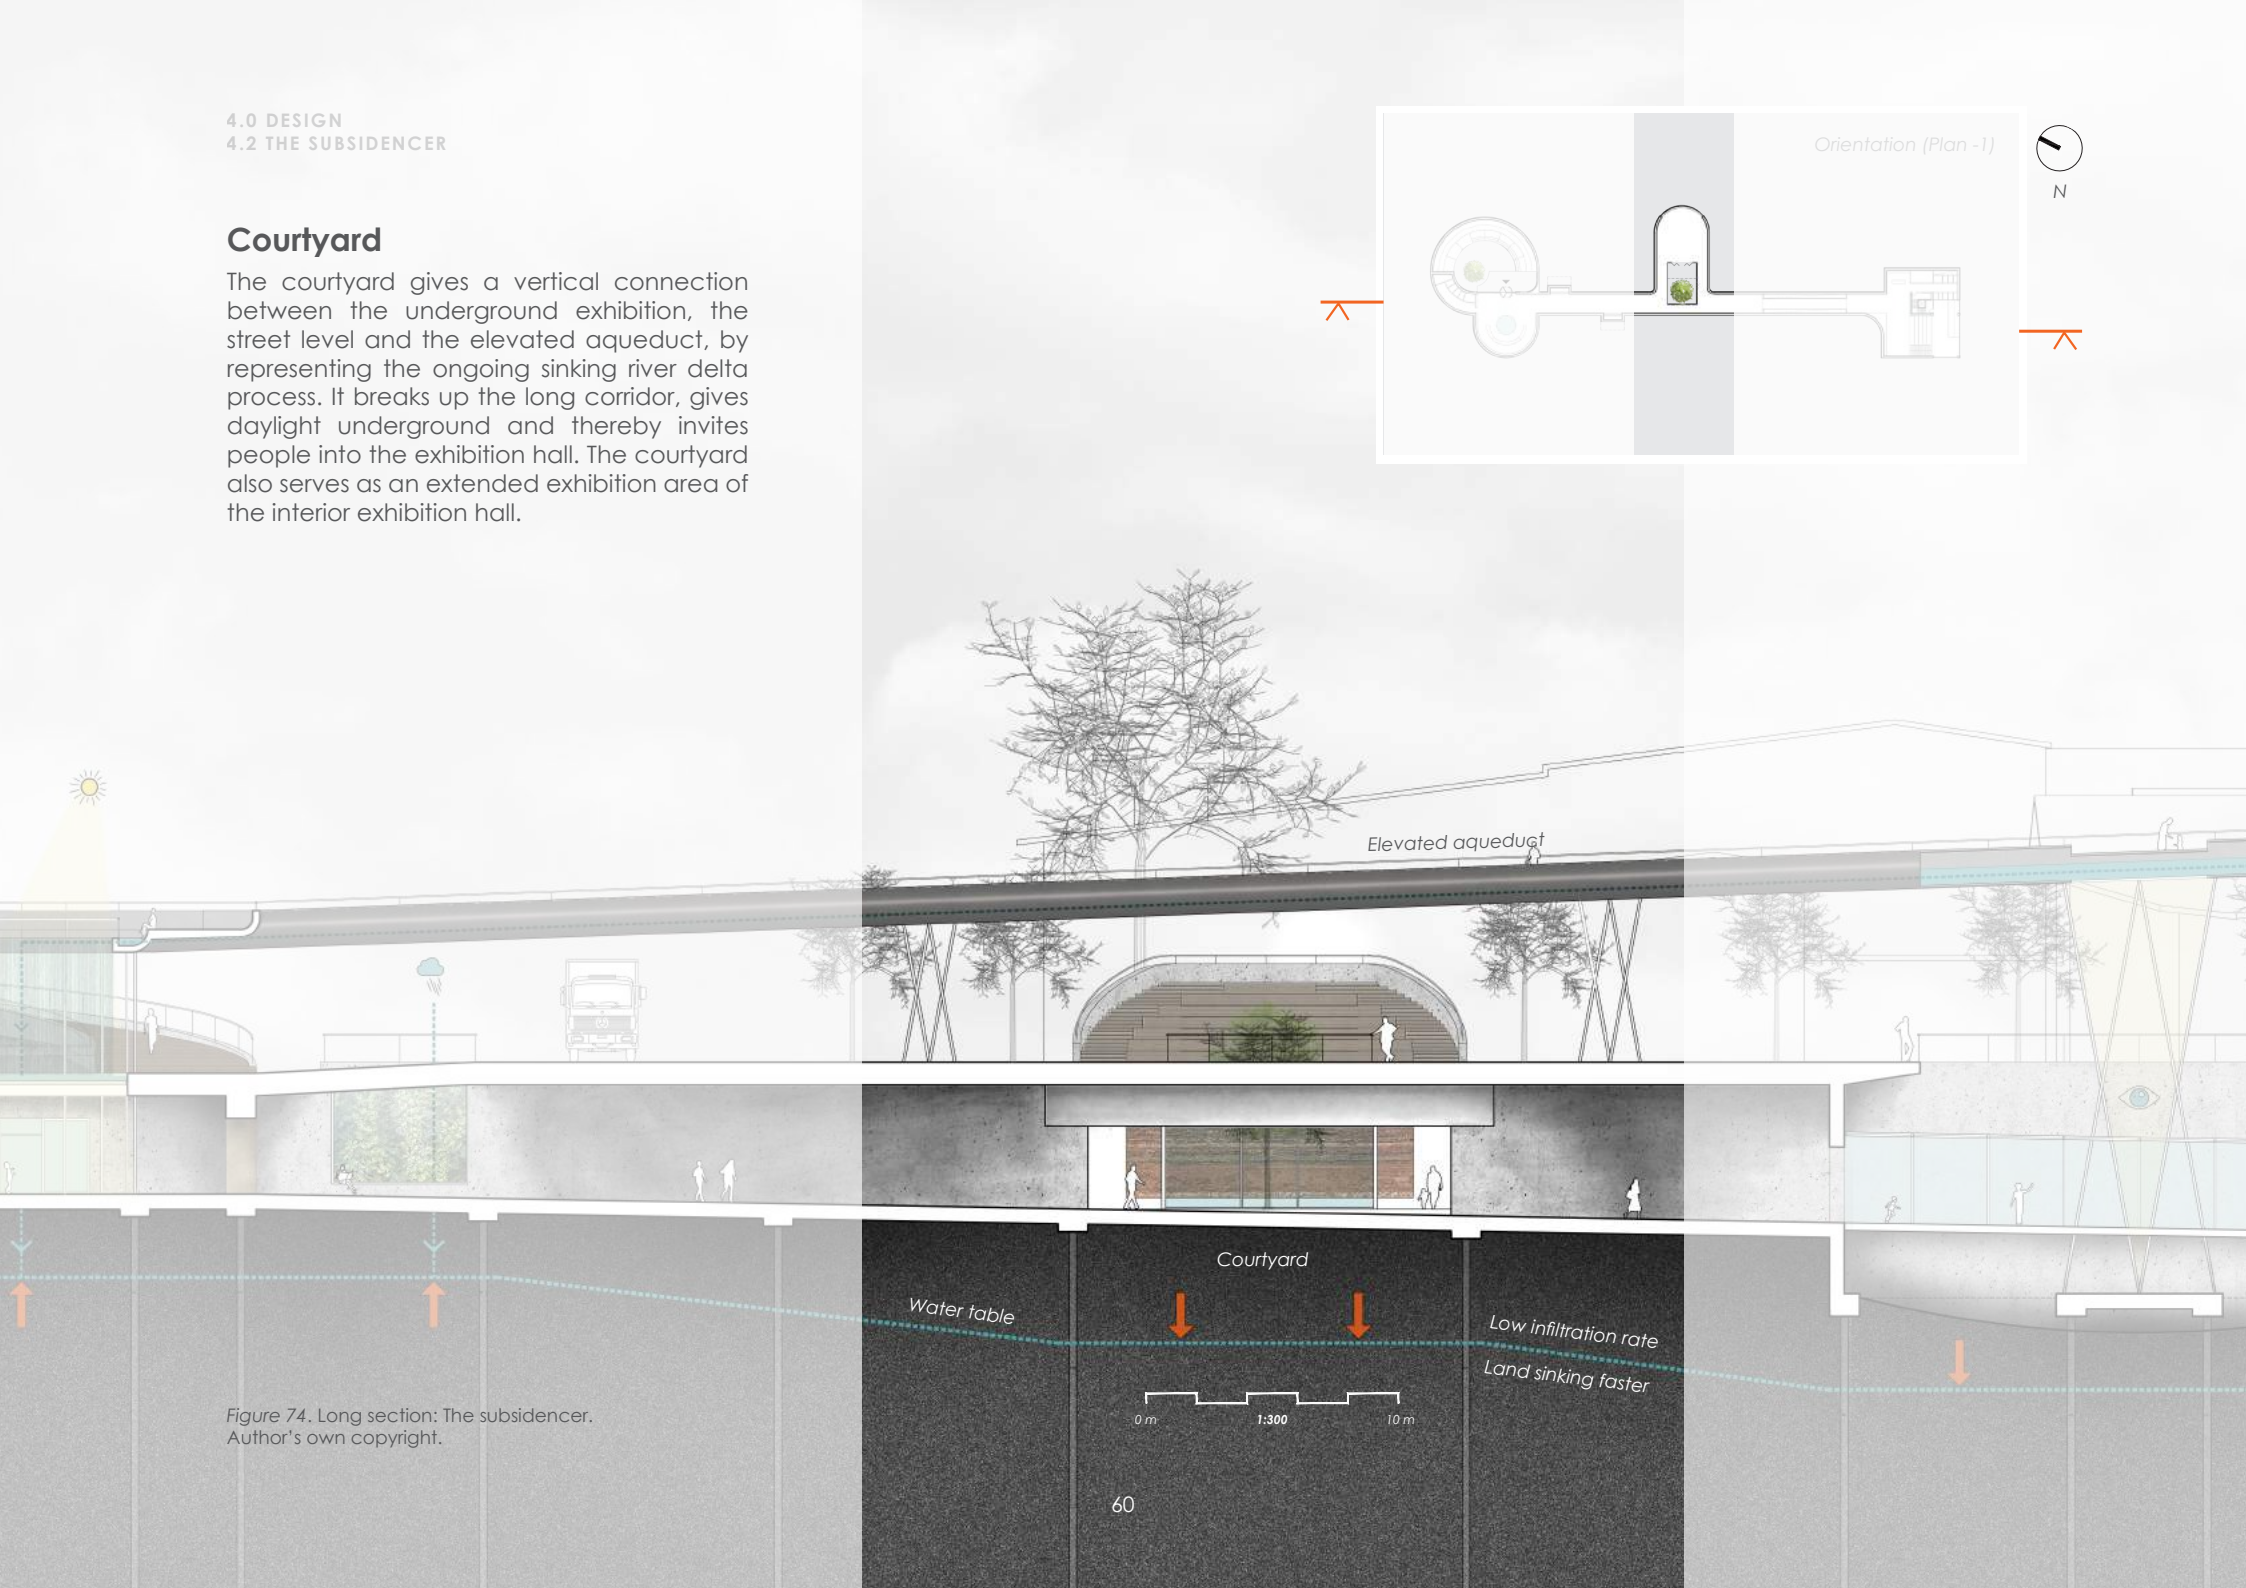 4.0 DESIGN
4.2 THE SUBSIDENCER
Orientation (Plan -1)
N
Courtyard
The courtyard gives a vertical connection
between the underground exhibition, the
street level and the elevated aqueduct, by
representing the ongoing sinking river delta
process. It breaks up the long corridor, gives
daylight underground and thereby invites
people into the exhibition hall. The courtyard
also serves as an extended exhibition area of
the interior exhibition hall.
Elevated aqueduct
Courtyard
Water table
Low infiltration rate
Land sinking faster
0 m
1:300
10 m
Figure 74. Long section: The subsidencer.
Author's own copyright.
60